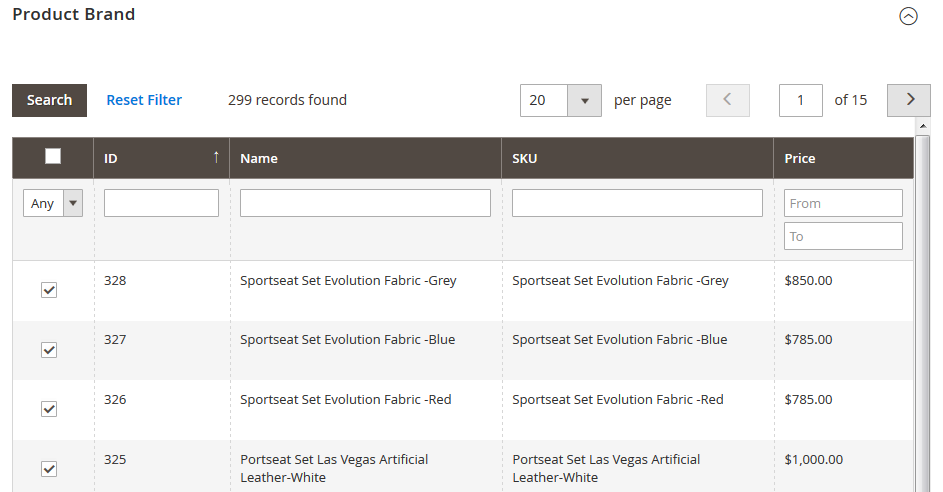 Product Brand
Search Reset Filter 299 records found 20 per page 1 of 15
ID ↑ Name SKU Price
Any From
To
328 Sportseat Set Evolution Fabric -Grey Sportseat Set Evolution Fabric -Grey $850.00
327 Sportseat Set Evolution Fabric -Blue Sportseat Set Evolution Fabric -Blue $785.00
326 Sportseat Set Evolution Fabric -Red Sportseat Set Evolution Fabric -Red $785.00
325 Portseat Set Las Vegas Artificial Portseat Set Las Vegas Artificial $1,000.00
Leather-White Leather-White